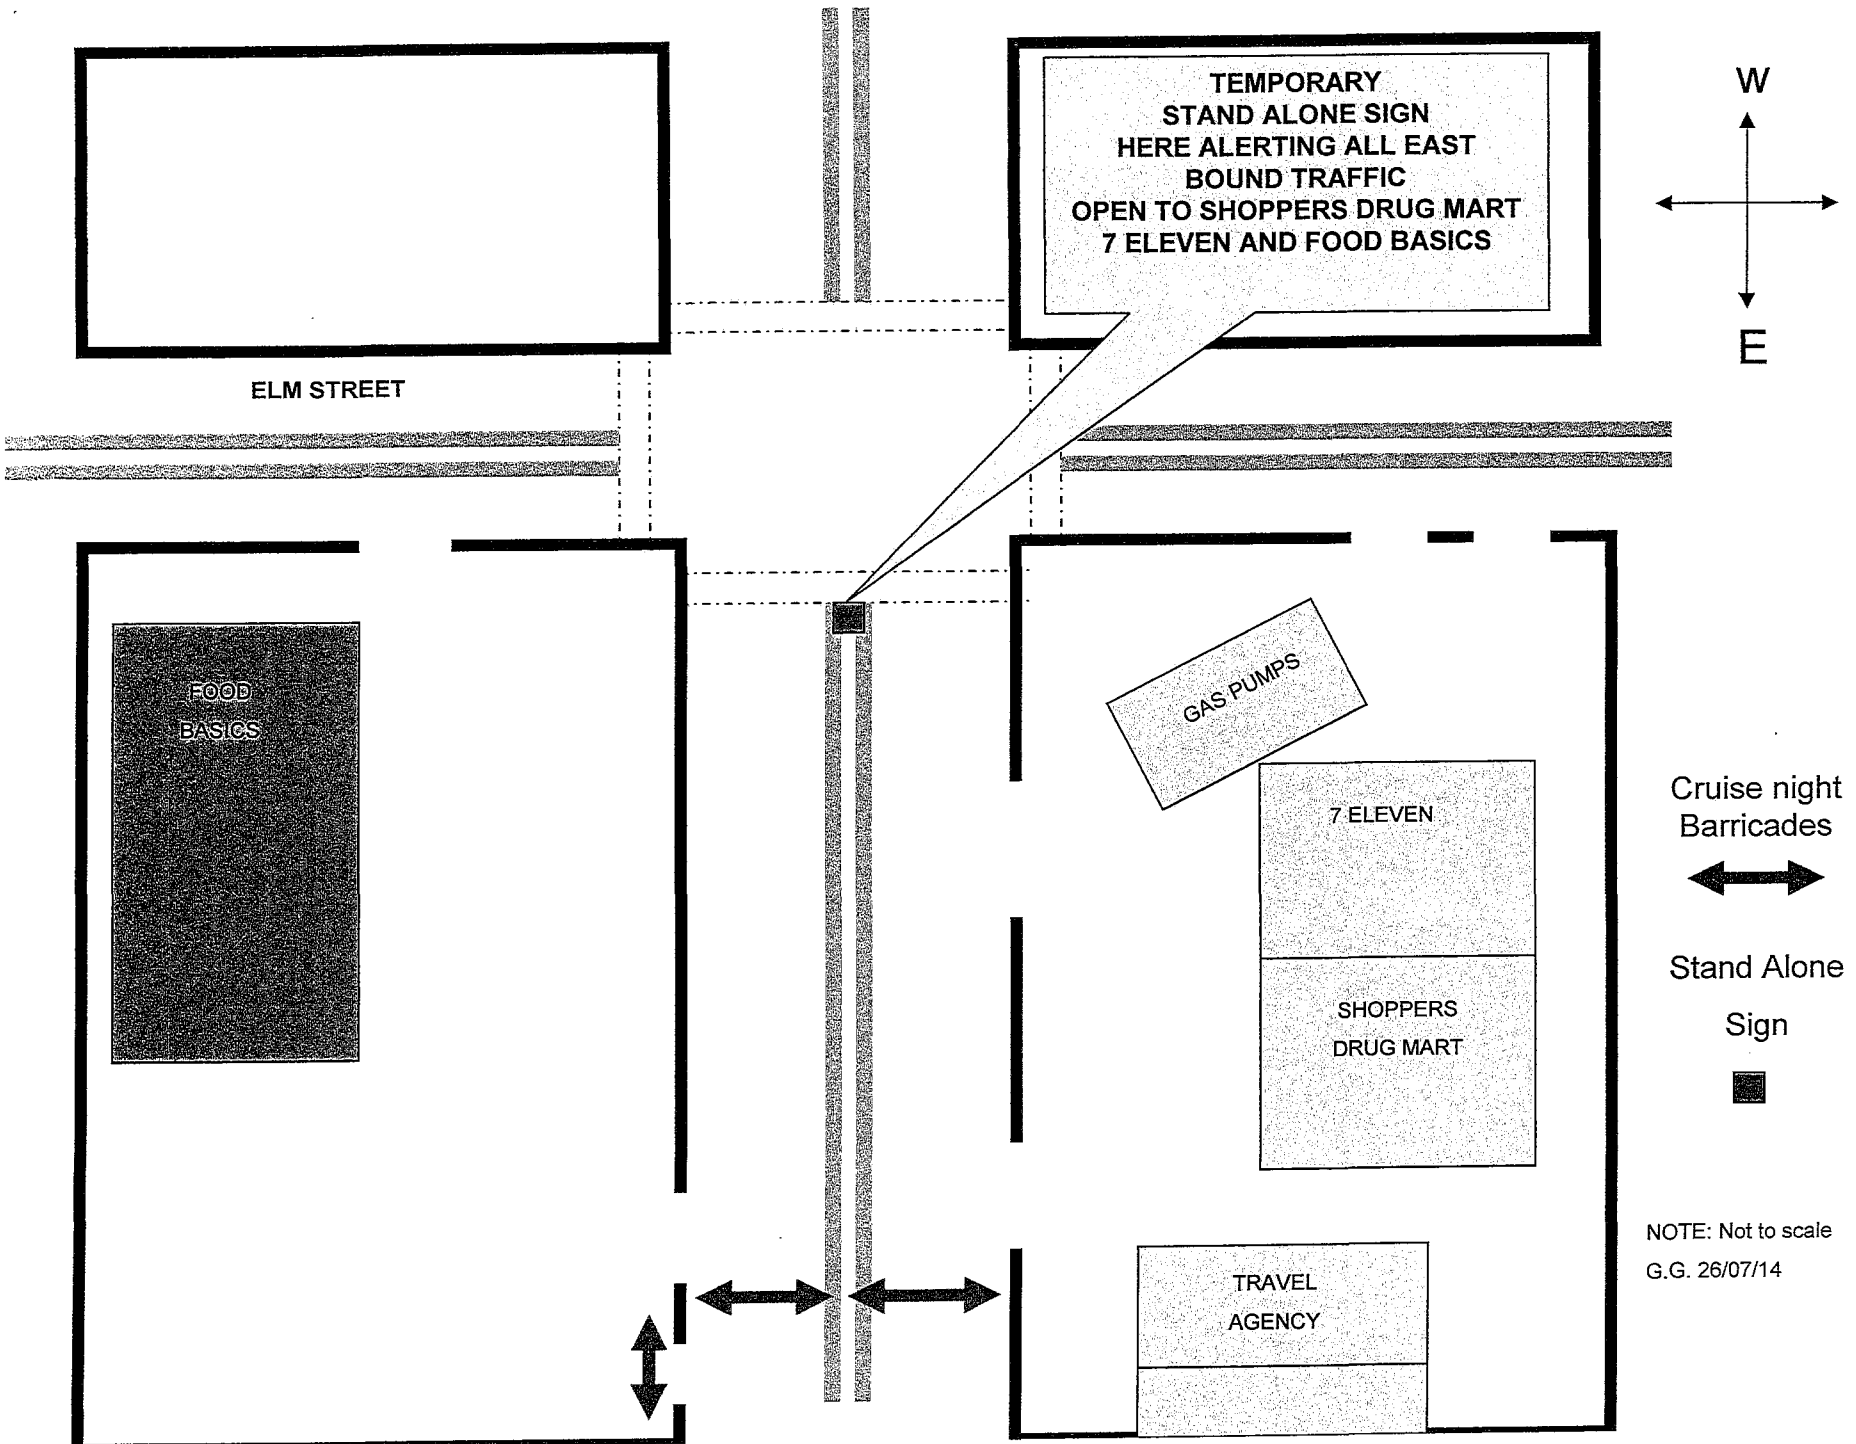 TEMPORARY
STAND ALONE SIGN
HERE ALERTING ALL EAST
BOUND TRAFFIC
OPEN TO SHOPPERS DRUG MART
7 ELEVEN AND FOOD BASICS
W
E
ELM STREET
FOOD
BASICS
GAS PUMPS
7 ELEVEN
SHOPPERS
DRUG MART
TRAVEL
AGENCY
Cruise night
Barricades
Stand Alone
Sign
NOTE: Not to scale
G.G. 26/07/14